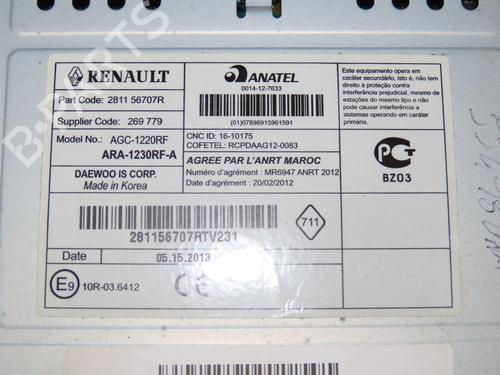 RENAULT
Part Code: 2811 56707R
Supplier Code: 269 779
Model No.: AGC-1220RF
ARA-1230RF-A
DAEWOO IS CORP.
Made in Korea
ANATEL
0014-12-7633
(01)07898915961591
CNC ID: 16-10175
COFETEL: RCPDAAG12-0083
AGREE PAR L'ANRT MAROC
Numéro d'agrément : MR6947 ANRT 2012
Date d'agrément : 20/02/2012
Este equipamento opera em
caráter secundário, isto é, não tem
direito à proteção contra
interferência prejudicial, mesmo de
estações do mesmo tipo e não
pode causar interferência a
sistemas operando em caráter
primário.
BZ03
281156707RTV231
711
Date
05.15.2013
E9
10R-03.6412
CE
B-PARTS